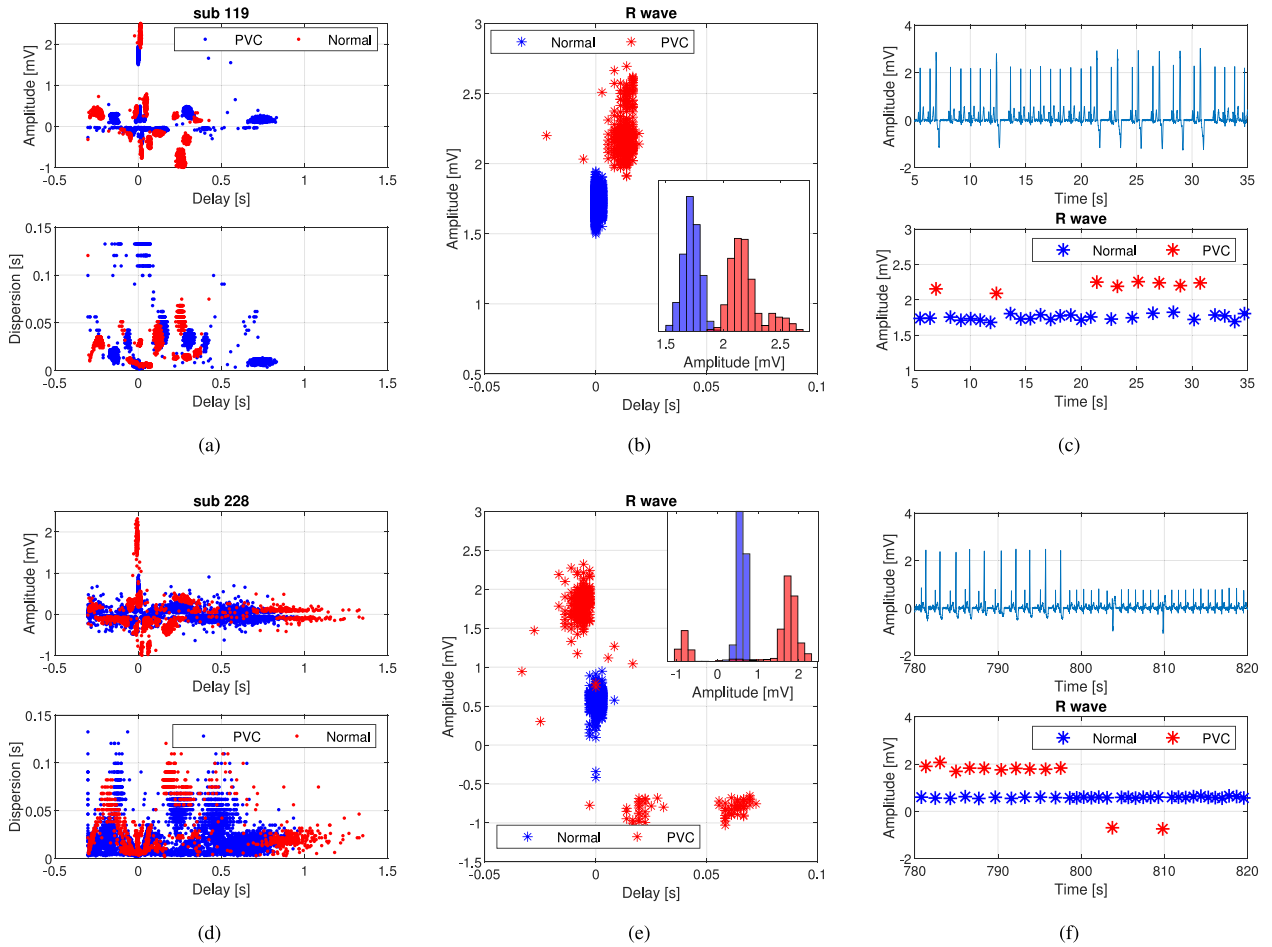 sub 119
Amplitude [mV]
2
1
0
-1
PVC Normal
-0.5 0 0.5 1 1.5
Delay [s]
Dispersion [s]
0.15
0.1
0.05
0
-0.5 0 0.5 1 1.5
Delay [s]
(a)
R wave
Amplitude [mV]
3
2.5
2
1.5
1
0.5
Normal PVC
1.5 2 2.5
Amplitude [mV]
-0.05 0 0.05 0.1
Delay [s]
(b)
Amplitude [mV]
4
2
0
-2
5 10 15 20 25 30 35
Time [s]
R wave
Amplitude [mV]
3
2.5
2
1.5
1
Normal PVC
5 10 15 20 25 30 35
Time [s]
(c)
sub 228
Amplitude [mV]
2
1
0
-1
-0.5 0 0.5 1 1.5
Delay [s]
Dispersion [s]
0.15
0.1
0.05
0
PVC Normal
-0.5 0 0.5 1 1.5
Delay [s]
(d)
R wave
Amplitude [mV]
3
2.5
2
1.5
1
0.5
0
-0.5
-1
-1.5
-1 0 1 2
Amplitude [mV]
Normal PVC
-0.05 0 0.05 0.1
Delay [s]
(e)
Amplitude [mV]
4
2
0
-2
780 790 800 810 820
Time [s]
R wave
Amplitude [mV]
4
2
0
-2
Normal PVC
780 790 800 810 820
Time [s]
(f)